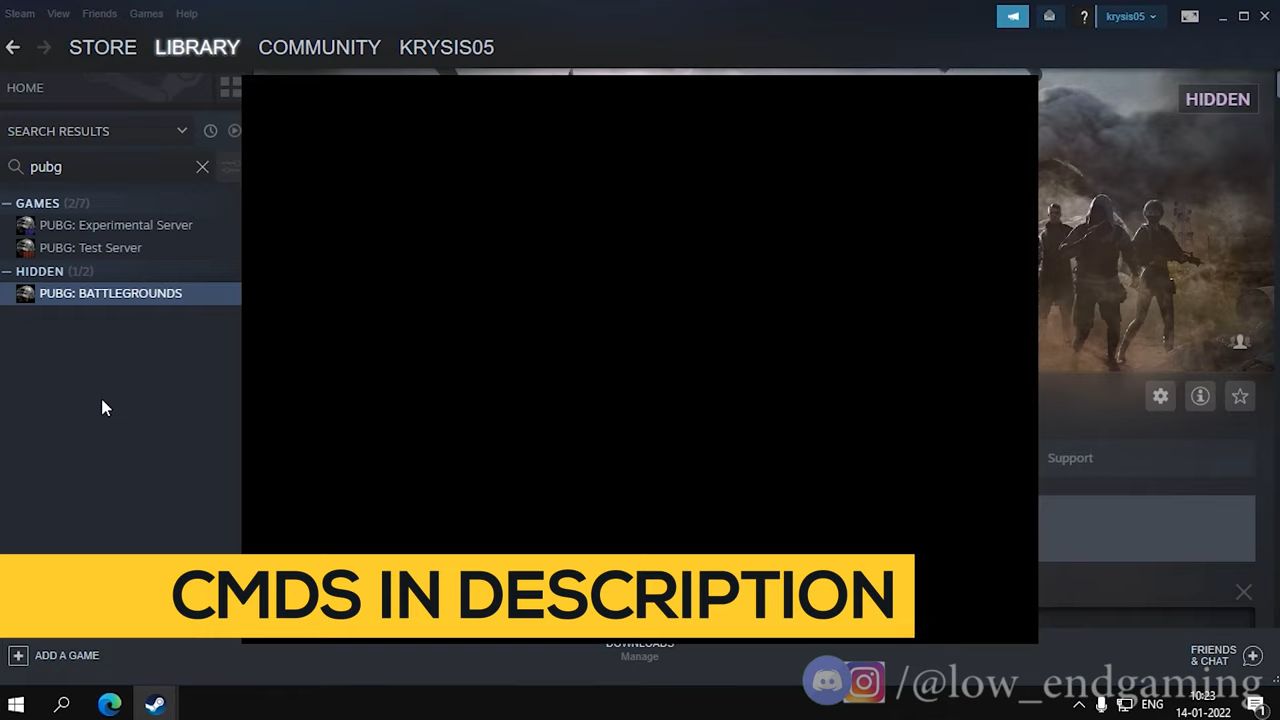 Steam View Friends Games Help
krysis05
STORE LIBRARY COMMUNITY KRYSIS05
HOME
HIDDEN
SEARCH RESULTS
pubg
GAMES (2/7)
PUBG: Experimental Server
PUBG: Test Server
HIDDEN (1/2)
PUBG: BATTLEGROUNDS
Support
CMDS IN DESCRIPTION
DOWNLOADS
Manage
ADD A GAME
FRIENDS
& CHAT
/@low_endgaming
ENG
10:23
14-01-2022